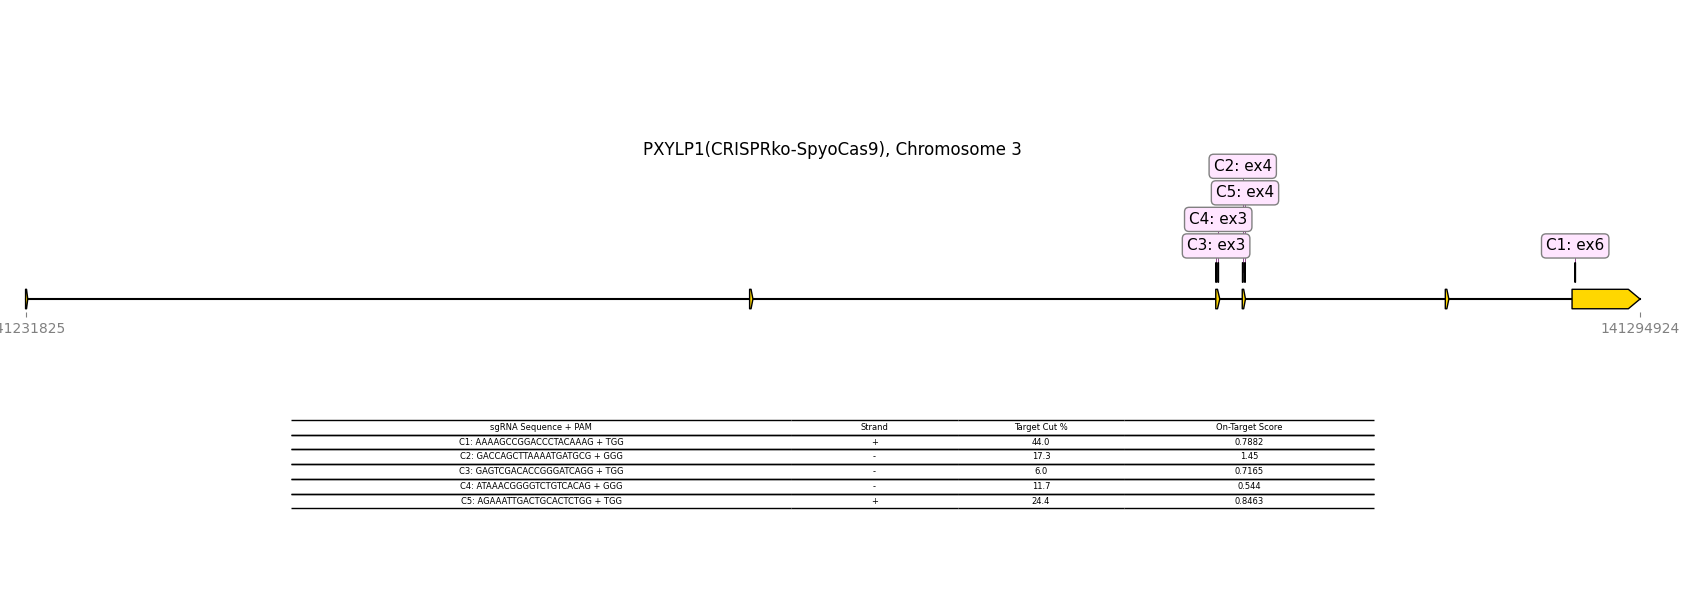 PXYLP1(CRISPRko-SpyoCas9), Chromosome 3
C2: ex4
C5: ex4
C4: ex3
C3: ex3 C1: ex6
41231825 141294924
sgRNA Sequence + PAM Strand Target Cut % On-Target Score
C1: AAAAGCCGGACCCTACAAAG + TGG + 44.0 0.7882
C2: GACCAGCTTAAAATGATGCG + GGG - 17.3 1.45
C3: GAGTCGACACCGGGATCAGG + TGG - 6.0 0.7165
C4: ATAAACGGGGTCTGTCACAG + GGG - 11.7 0.544
C5: AGAAATTGACTGCACTCTGG + TGG + 24.4 0.8463